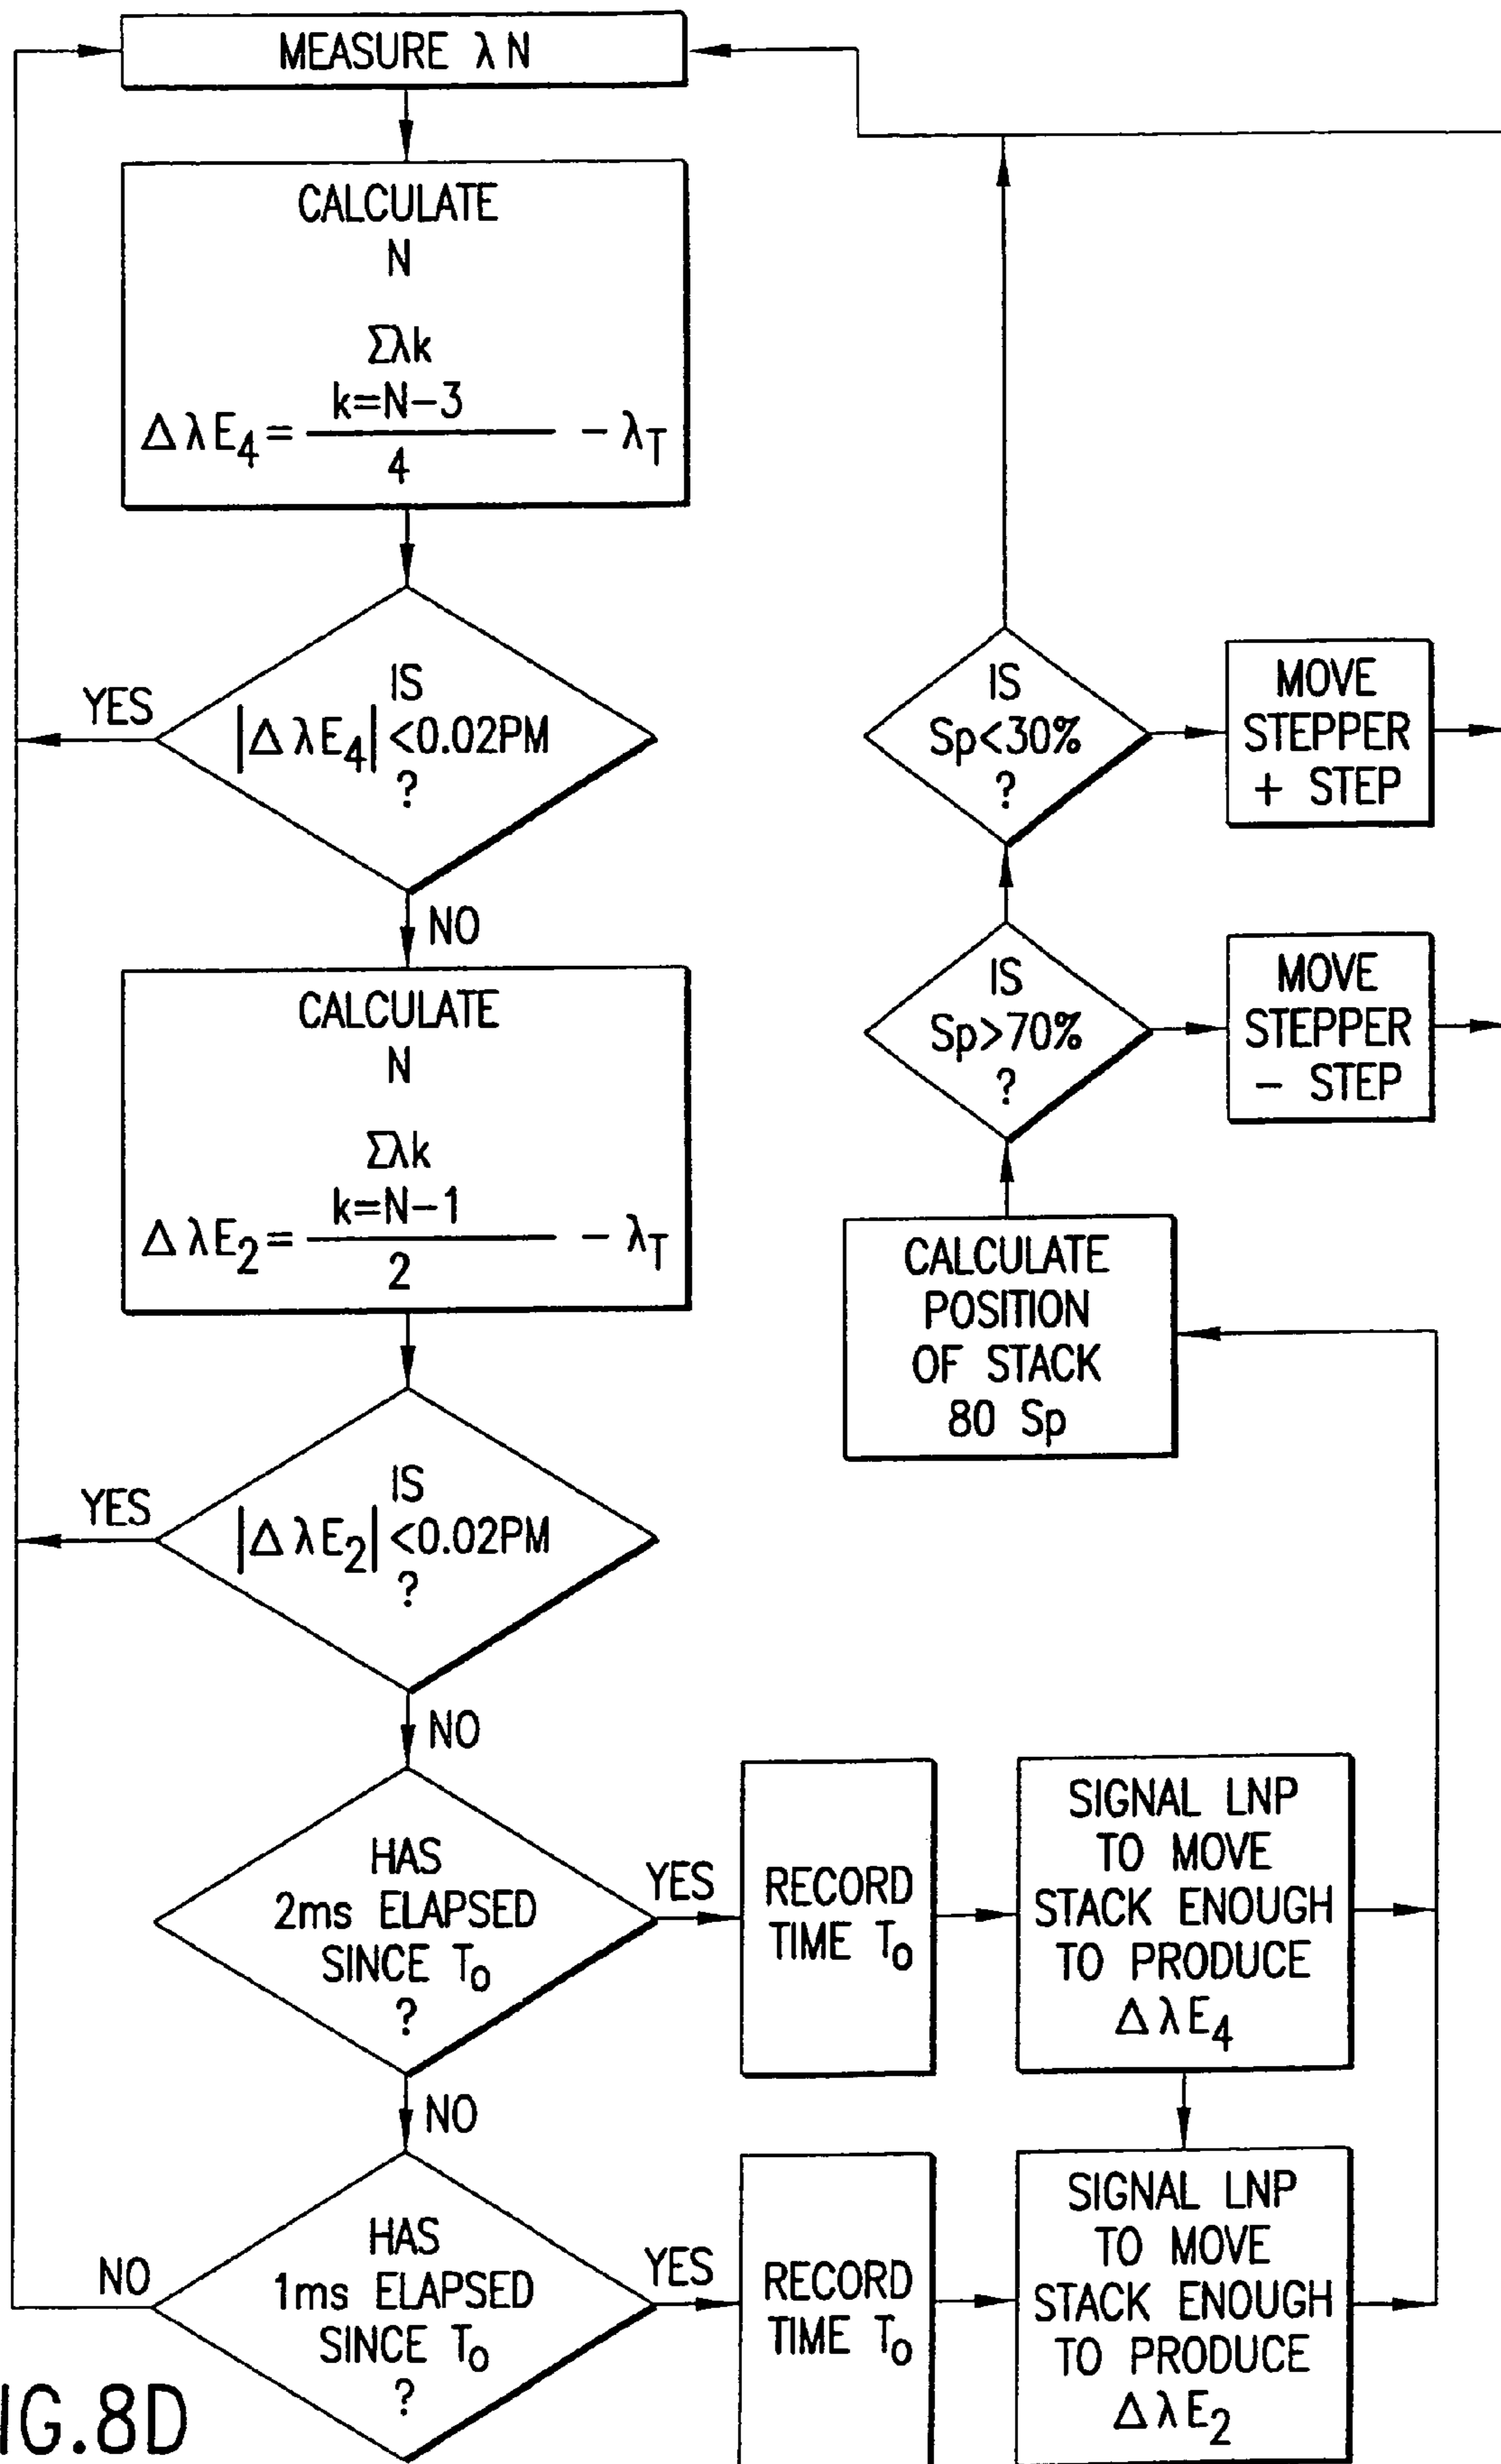 MEASURE λ N
CALCULATE
N
Σλk
k=N-3
ΔλE₄= ――― - λT
4
IS
|ΔλE₄| <0.02PM
?
YES
NO
CALCULATE
N
Σλk
k=N-1
ΔλE₂= ――― - λT
2
IS
|ΔλE₂| <0.02PM
?
YES
NO
HAS
2ms ELAPSED
SINCE T₀
?
YES
NO
RECORD
TIME T₀
SIGNAL LNP
TO MOVE
STACK ENOUGH
TO PRODUCE
ΔλE₄
HAS
1ms ELAPSED
SINCE T₀
?
NO
YES
RECORD
TIME T₀
SIGNAL LNP
TO MOVE
STACK ENOUGH
TO PRODUCE
ΔλE₂
CALCULATE
POSITION
OF STACK
80 Sp
IS
Sp>70%
?
MOVE
STEPPER
- STEP
IS
Sp<30%
?
MOVE
STEPPER
+ STEP
IG.8D